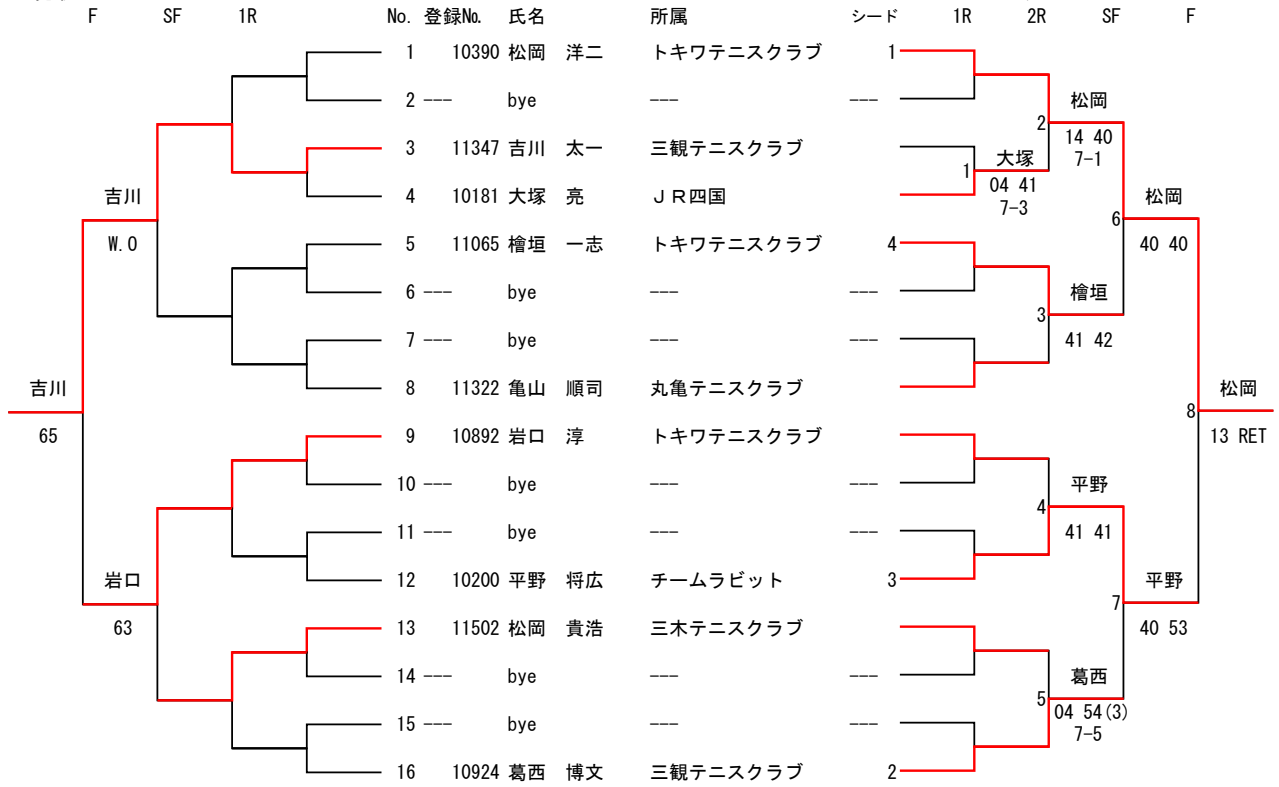 F SF 1R No. 登録No. 氏名 所属 シード 1R 2R SF F
1 10390 松岡 洋二 トキワテニスクラブ 1
2 --- bye --- --- 松岡
2 14 40
7-1
3 11347 吉川 太一 三観テニスクラブ
1 大塚
04 41
7-3
吉川 4 10181 大塚 亮 JR四国 松岡
6
W.O 5 11065 檜垣 一志 トキワテニスクラブ 4 40 40
6 --- bye --- --- 檜垣
3
7 --- bye --- --- 41 42
吉川 8 11322 亀山 順司 丸亀テニスクラブ 松岡
8
65 9 10892 岩口 淳 トキワテニスクラブ 13 RET
10 --- bye --- --- 平野
4
11 --- bye --- --- 41 41
岩口 12 10200 平野 将広 チームラビット 3 平野
7
63 13 11502 松岡 貴浩 三木テニスクラブ 40 53
14 --- bye --- --- 葛西
5 04 54(3)
7-5
15 --- bye --- ---
16 10924 葛西 博文 三観テニスクラブ 2